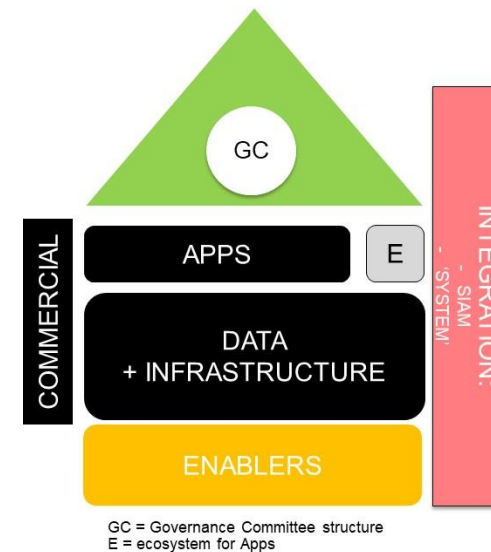 GC
COMMERCIAL
APPS
E
DATA
+ INFRASTRUCTURE
ENABLERS
INTEGRATION:
- SIAM
- 'SYSTEM'
GC = Governance Committee structure
E = ecosystem for Apps